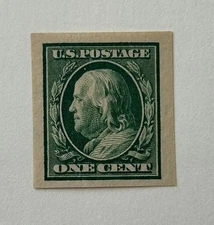 U.S. POSTAGE
ONE CENT